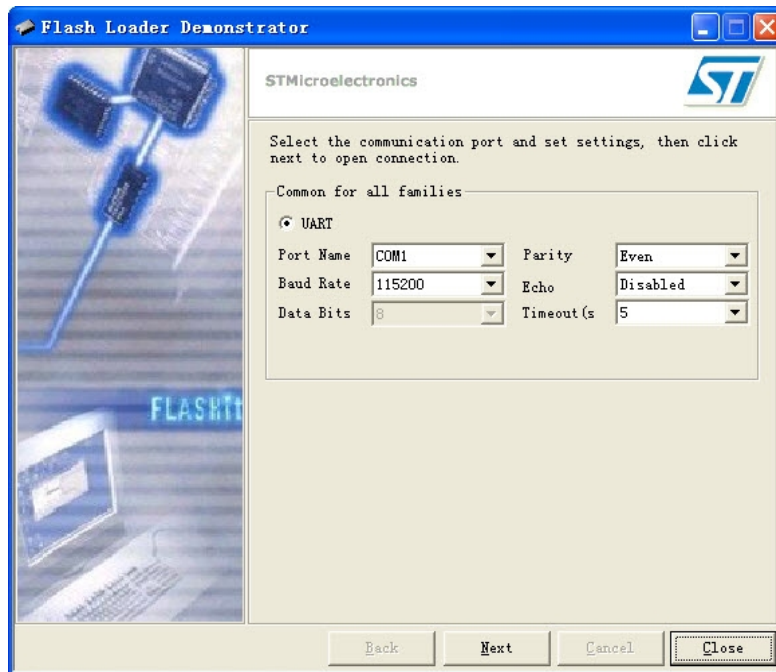 Flash Loader Demonstrator
STMicroelectronics
ST
Select the communication port and set settings, then click
next to open connection.
Common for all families
UART
Port Name COM1 Parity Even
Baud Rate 115200 Echo Disabled
Data Bits 8 Timeout(s 5
FLASHit
Back Next Cancel Close